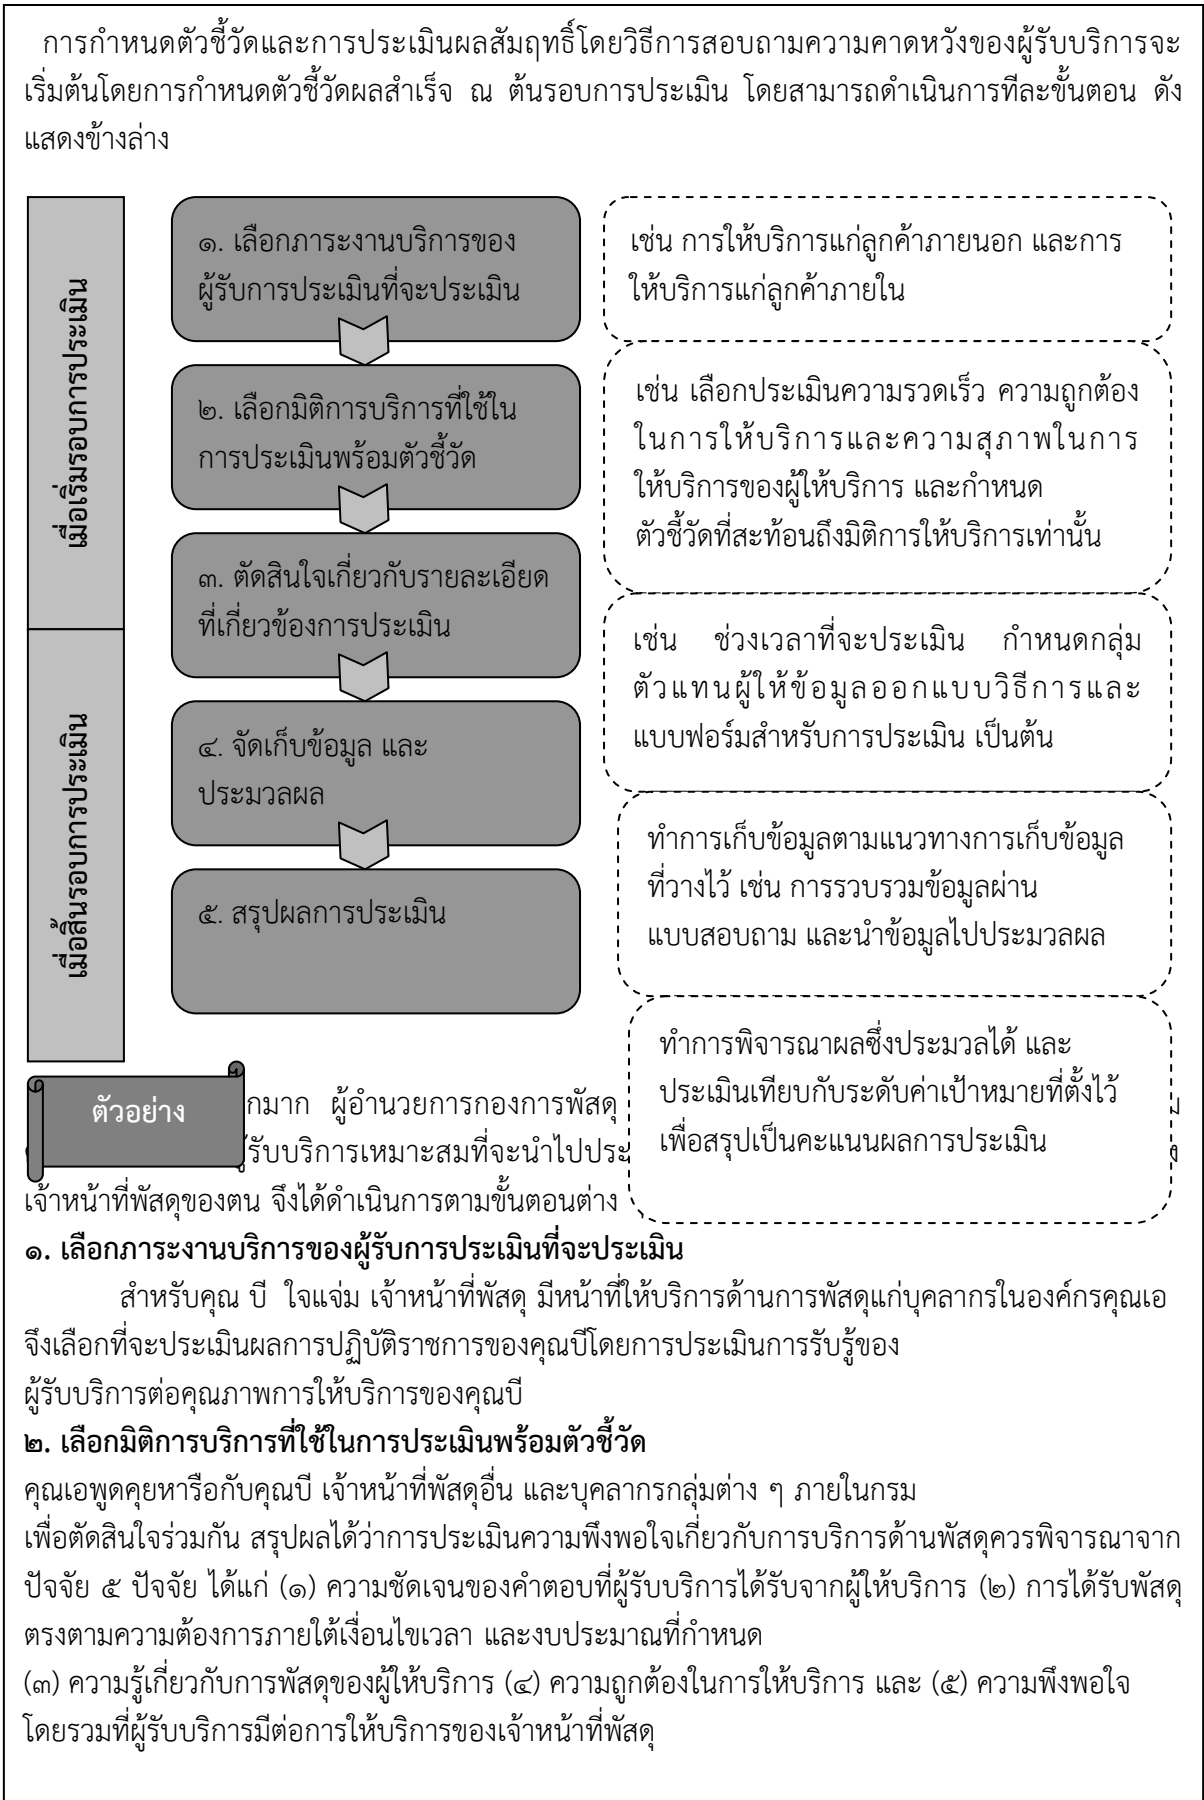 การกำหนดตัวชี้วัดและการประเมินผลสัมฤทธิ์โดยวิธีการสอบถามความคาดหวังของผู้รับบริการจะ
เริ่มต้นโดยการกำหนดตัวชี้วัดผลสำเร็จ ณ ต้นรอบการประเมิน โดยสามารถดำเนินการทีละขั้นตอน ดัง
แสดงข้างล่าง
เมื่อเริ่มรอบการประเมิน
๑. เลือกภาระงานบริการของ
ผู้รับการประเมินที่จะประเมิน
เช่น การให้บริการแก่ลูกค้าภายนอก และการ
ให้บริการแก่ลูกค้าภายใน
๒. เลือกมิติการบริการที่ใช้ใน
การประเมินพร้อมตัวชี้วัด
เช่น เลือกประเมินความรวดเร็ว ความถูกต้อง
ในการให้บริการและความสุภาพในการ
ให้บริการของผู้ให้บริการ และกำหนด
ตัวชี้วัดที่สะท้อนถึงมิติการให้บริการเท่านั้น
๓. ตัดสินใจเกี่ยวกับรายละเอียด
ที่เกี่ยวข้องการประเมิน
เช่น ช่วงเวลาที่จะประเมิน กำหนดกลุ่ม
ตัวแทนผู้ให้ข้อมูลออกแบบวิธีการและ
แบบฟอร์มสำหรับการประเมิน เป็นต้น
เมื่อสิ้นรอบการประเมิน
๔. จัดเก็บข้อมูล และ
ประมวลผล
ทำการเก็บข้อมูลตามแนวทางการเก็บข้อมูล
ที่วางไว้ เช่น การรวบรวมข้อมูลผ่าน
แบบสอบถาม และนำข้อมูลไปประมวลผล
๕. สรุปผลการประเมิน
ทำการพิจารณาผลซึ่งประมวลได้ และ
ประเมินเทียบกับระดับค่าเป้าหมายที่ตั้งไว้
เพื่อสรุปเป็นคะแนนผลการประเมิน
ตัวอย่าง
กมาก ผู้อำนวยการกองการพัสดุ
รับบริการเหมาะสมที่จะนำไปประ
เจ้าหน้าที่พัสดุของตน จึงได้ดำเนินการตามขั้นตอนต่าง
๑. เลือกภาระงานบริการของผู้รับการประเมินที่จะประเมิน
สำหรับคุณ บี ใจแจ่ม เจ้าหน้าที่พัสดุ มีหน้าที่ให้บริการด้านการพัสดุแก่บุคลากรในองค์กรคุณเอ
จึงเลือกที่จะประเมินผลการปฏิบัติราชการของคุณบีโดยการประเมินการรับรู้ของ
ผู้รับบริการต่อคุณภาพการให้บริการของคุณบี
๒. เลือกมิติการบริการที่ใช้ในการประเมินพร้อมตัวชี้วัด
คุณเอพูดคุยหารือกับคุณบี เจ้าหน้าที่พัสดุอื่น และบุคลากรกลุ่มต่าง ๆ ภายในกรม
เพื่อตัดสินใจร่วมกัน สรุปผลได้ว่าการประเมินความพึงพอใจเกี่ยวกับการบริการด้านพัสดุควรพิจารณาจาก
ปัจจัย ๕ ปัจจัย ได้แก่ (๑) ความชัดเจนของคำตอบที่ผู้รับบริการได้รับจากผู้ให้บริการ (๒) การได้รับพัสดุ
ตรงตามความต้องการภายใต้เงื่อนไขเวลา และงบประมาณที่กำหนด
(๓) ความรู้เกี่ยวกับการพัสดุของผู้ให้บริการ (๔) ความถูกต้องในการให้บริการ และ (๕) ความพึงพอใจ
โดยรวมที่ผู้รับบริการมีต่อการให้บริการของเจ้าหน้าที่พัสดุ